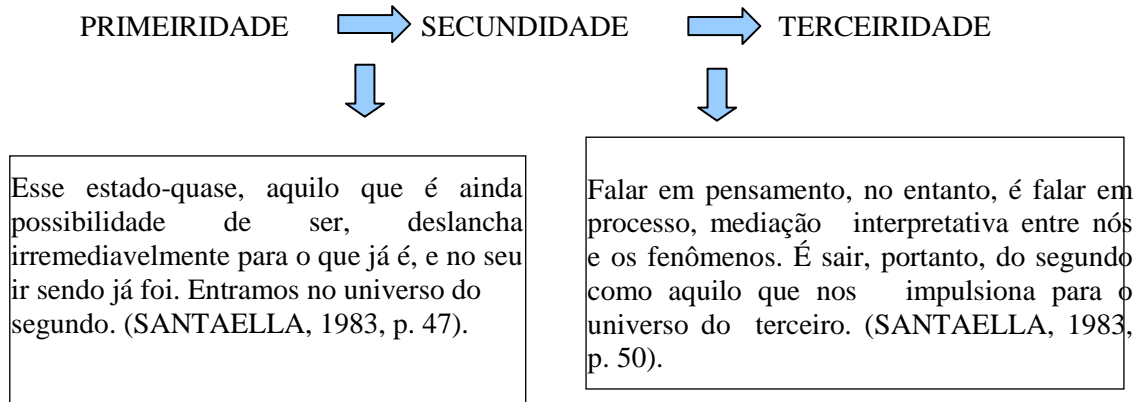 PRIMEIRIDADE SECUNDIDADE TERCEIRIDADE
Esse estado-quase, aquilo que é ainda
possibilidade de ser, deslancha
irremediavelmente para o que já é, e no seu
ir sendo já foi. Entramos no universo do
segundo. (SANTAELLA, 1983, p. 47).
Falar em pensamento, no entanto, é falar em
processo, mediação interpretativa entre nós
e os fenômenos. É sair, portanto, do segundo
como aquilo que nos impulsiona para o
universo do terceiro. (SANTAELLA, 1983,
p. 50).